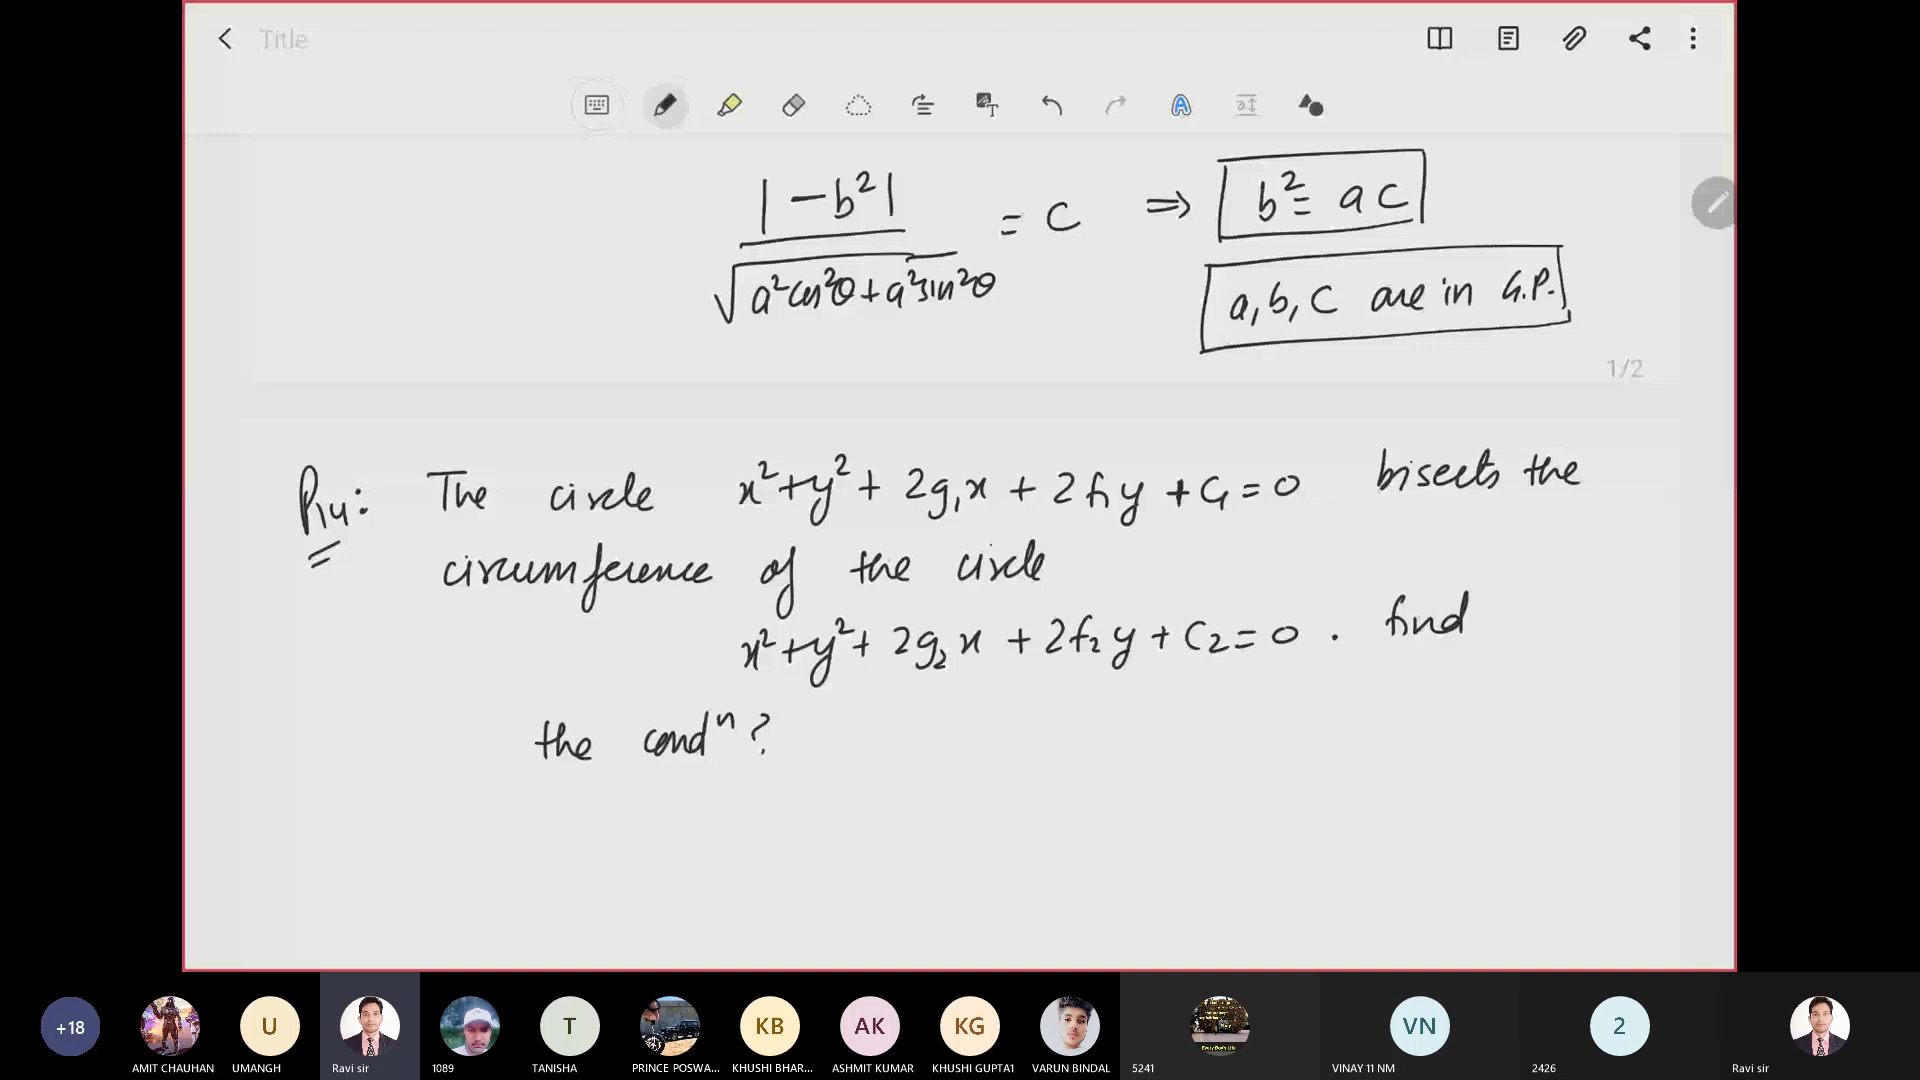 Title
|-b²| / √(a²cos²θ+a²sin²θ) = C ⇒ b² = ac
a, b, c are in G.P.
1/2
P14: The circle x²+y²+2g₁x+2f₁y+c₁=0 bisects the
circumference of the circle
x²+y²+2g₂x+2f₂y+c₂=0. find
the condⁿ?
+18
U
T
KB
AK
KG
VN
2
AMIT CHAUHAN
UMANGH
Ravi sir
1089
TANISHA
PRINCE POSWA...
KHUSHI BHAR...
ASHMIT KUMAR
KHUSHI GUPTA1
VARUN BINDAL
5241
VINAY 11 NM
2426
Ravi sir